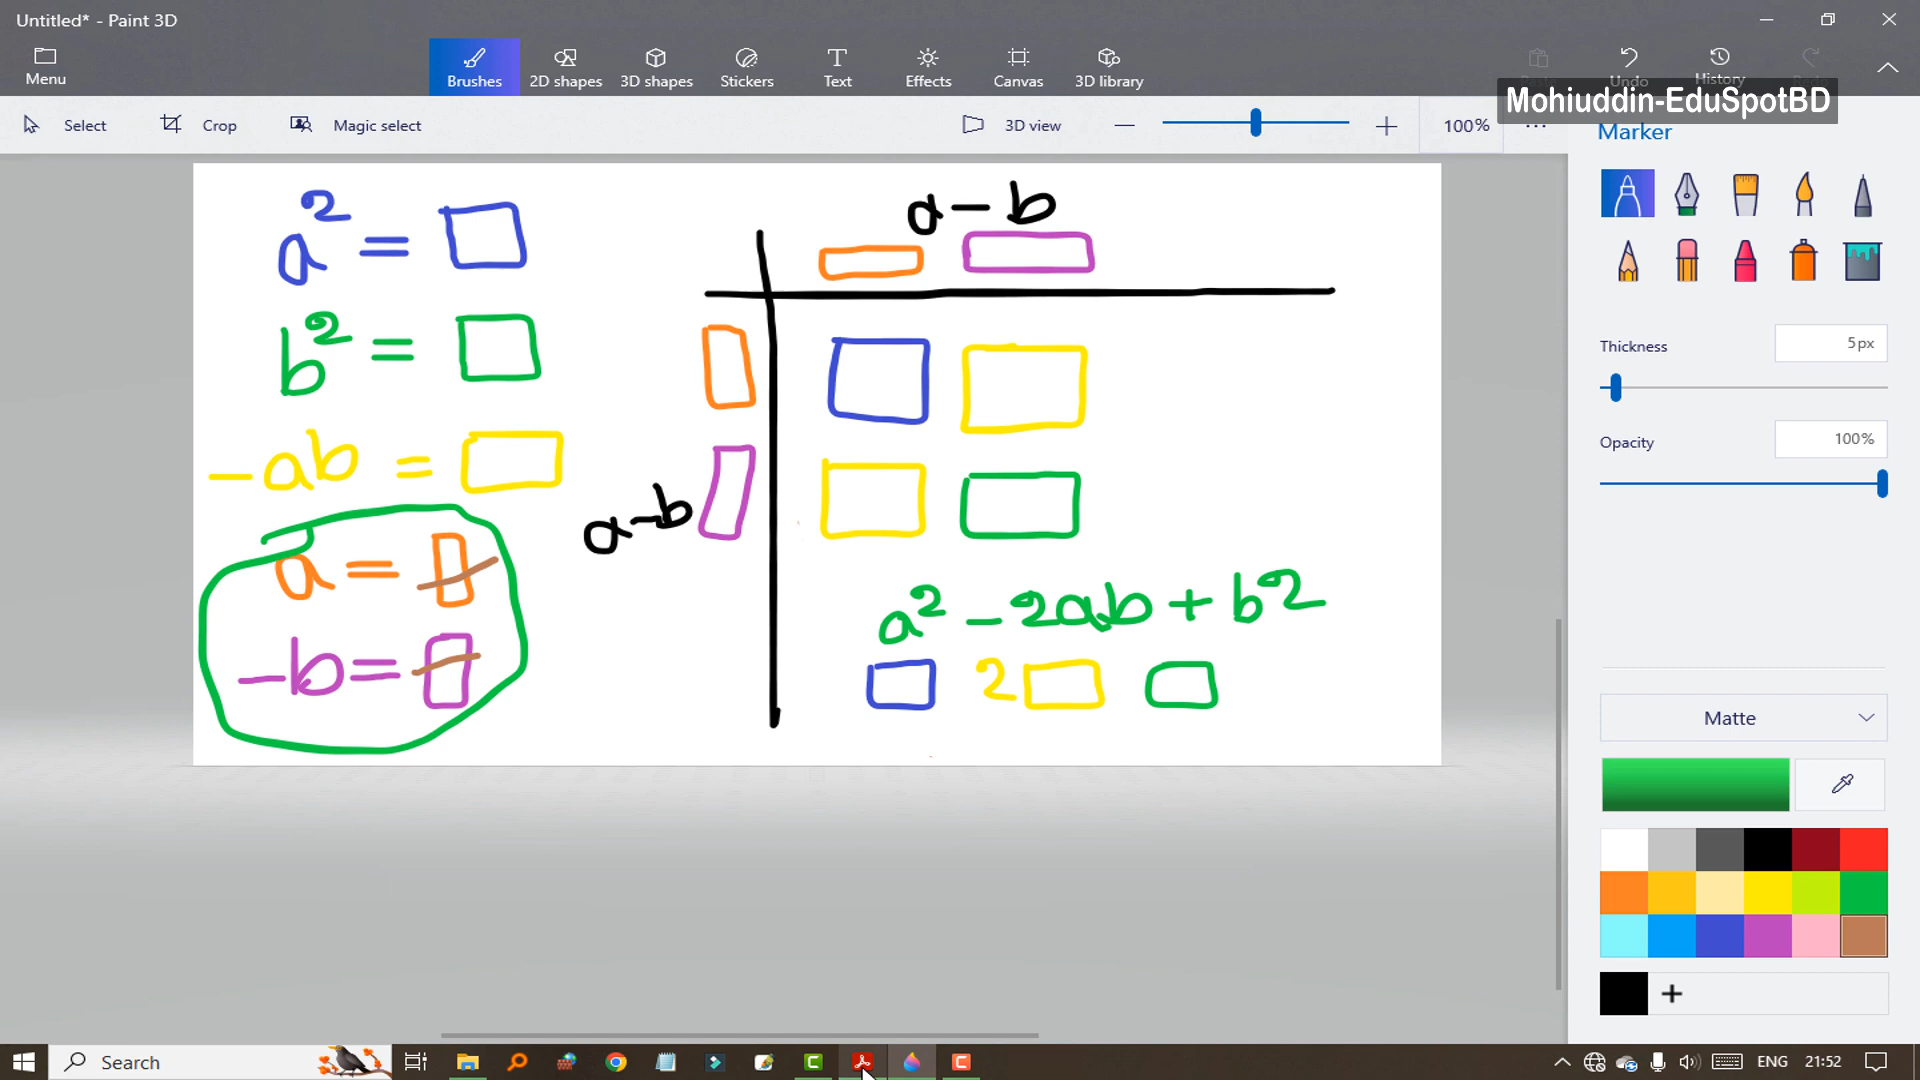 Untitled* - Paint 3D
Menu
Brushes
2D shapes
3D shapes
Stickers
Text
Effects
Canvas
3D library
Paste
Undo
History
Redo
Mohiuddin-EduSpotBD
Select
Crop
Magic select
3D view
100%
...
Marker
a² =
b² =
-ab =
a =
-b =
a - b
a-b
a² - 2ab + b²
2
Thickness
5px
Opacity
100%
Matte
Search
ENG
21:52